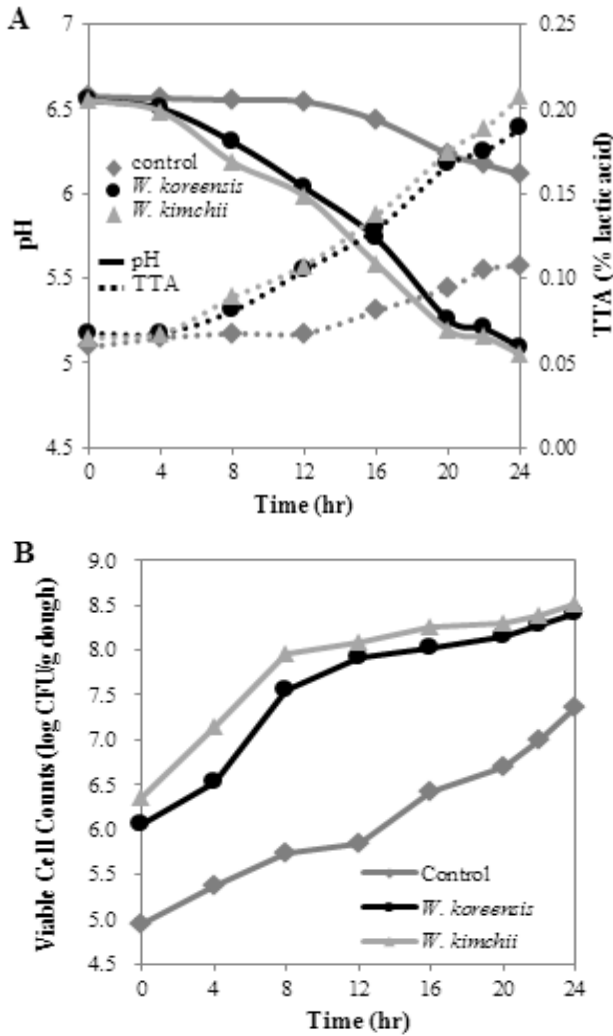 A
7
6.5
6
5.5
5
4.5
pH
0.25
0.20
0.15
0.10
0.05
0.00
TTA (% lactic acid)
control
W. koreensis
W. kimchii
pH
TTA
0 4 8 12 16 20 24
Time (hr)
B
9.0
8.5
8.0
7.5
7.0
6.5
6.0
5.5
5.0
4.5
Viable Cell Counts (log CFU/g dough)
Control
W. koreensis
W. kimchii
0 4 8 12 16 20 24
Time (hr)